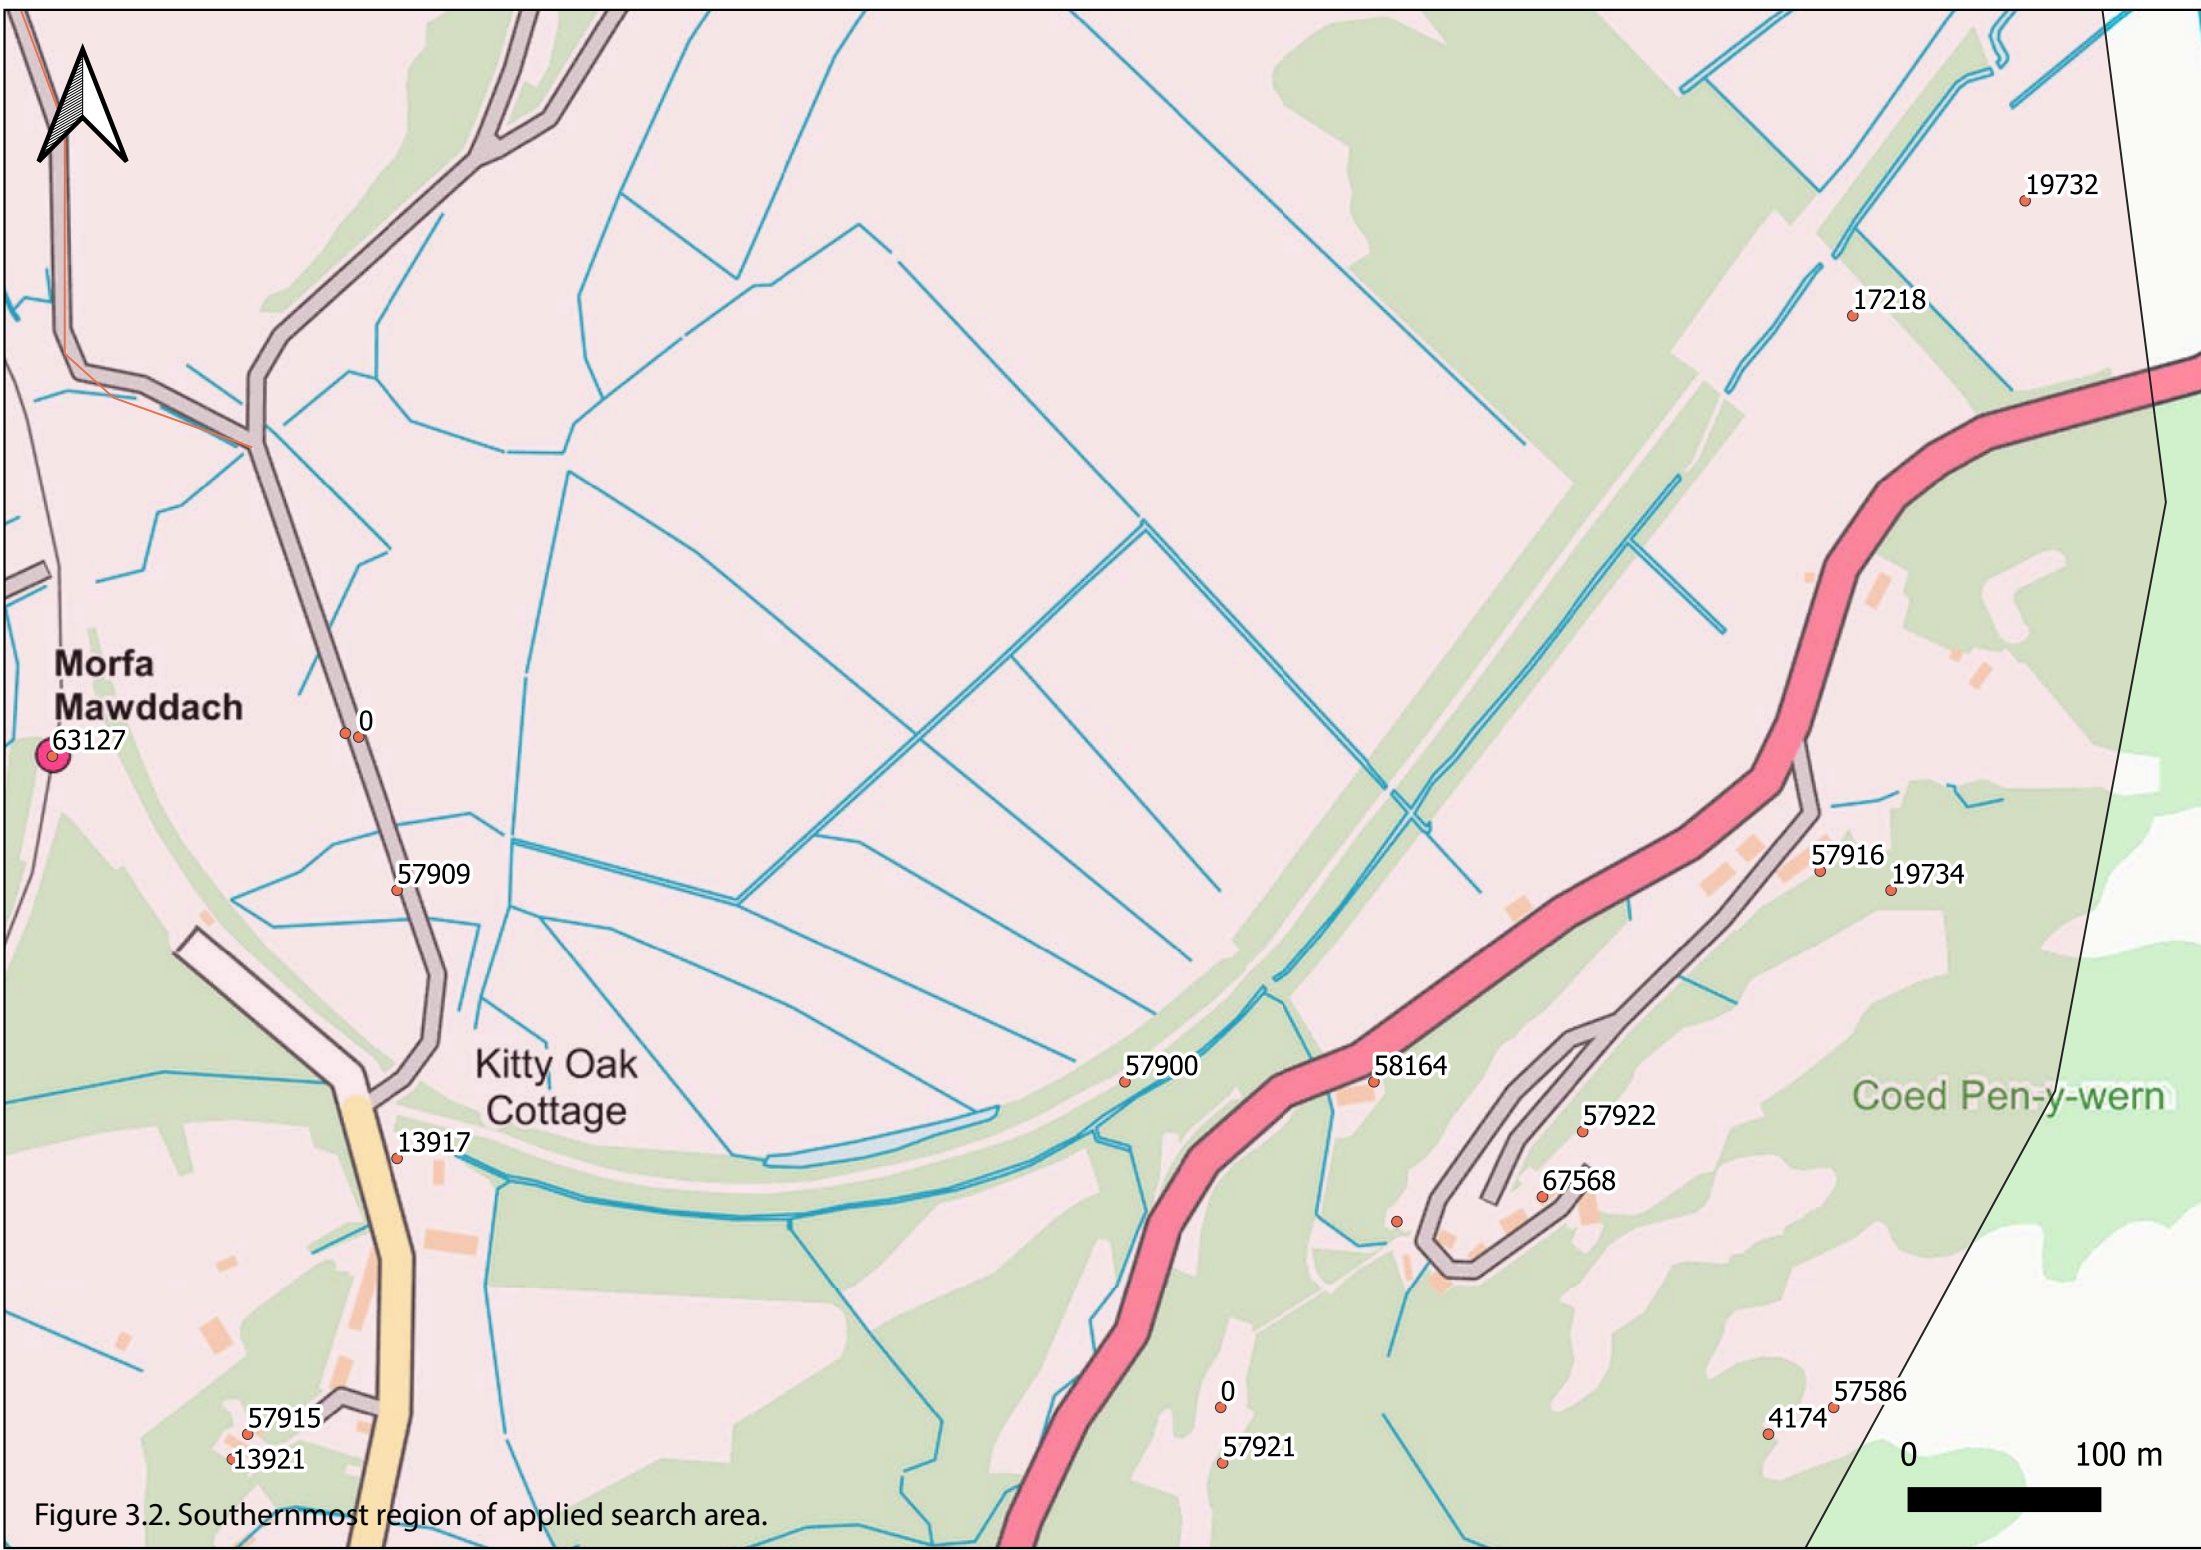 19732
17218
Morfa
Mawddach
63127
0
57909
57916
19734
Kitty Oak
Cottage
57900
58164
Coed Pen-y-wern
57922
13917
67568
0
57586
57915
4174
57921
13921
0 100 m
Figure 3.2. Southernmost region of applied search area.